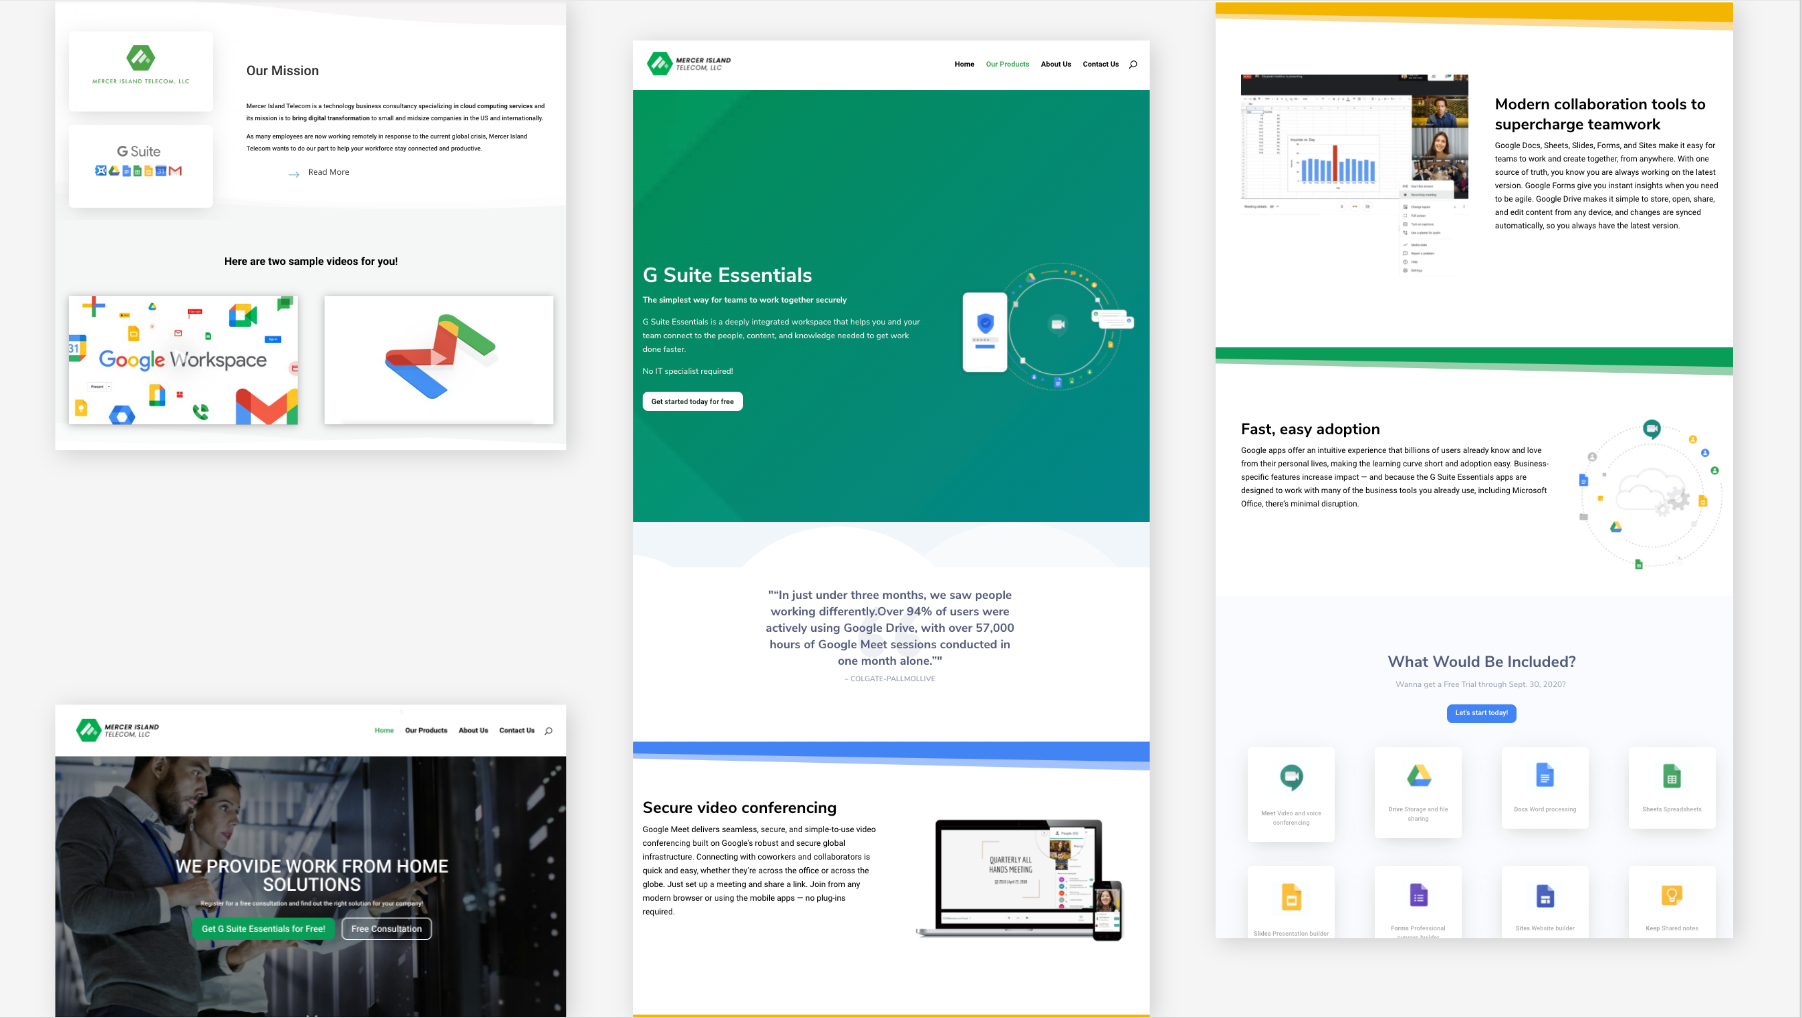 MERCER ISLAND TELECOM, LLC
G Suite
Our Mission
Mercer Island Telecom is a technology business consultancy specializing in cloud computing services and
its mission is to bring digital transformation to small and midsize companies in the US and internationally.
As many employees are now working remotely in response to the current global crisis, Mercer Island
Telecom wants to do our part to help your workforce stay connected and productive.
Read More
Here are two sample videos for you!
31
Google Workspace
MERCER ISLAND
TELECOM, LLC
Home
Our Products
About Us
Contact Us
WE PROVIDE WORK FROM HOME
SOLUTIONS
Register for a free consultation and find out the right solution for your company!
Get G Suite Essentials for Free!
Free Consultation
MERCER ISLAND
TELECOM, LLC
Home
Our Products
About Us
Contact Us
G Suite Essentials
The simplest way for teams to work together securely
G Suite Essentials is a deeply integrated workspace that helps you and your
team connect to the people, content, and knowledge needed to get work
done faster.
No IT specialist required!
Get started today for free
"“In just under three months, we saw people
working differently.Over 94% of users were
actively using Google Drive, with over 57,000
hours of Google Meet sessions conducted in
one month alone.”"
– COLGATE-PALLMOLLIVE
Secure video conferencing
Google Meet delivers seamless, secure, and simple-to-use video
conferencing built on Google's robust and secure global
infrastructure. Connecting with coworkers and collaborators is
quick and easy, whether they're across the office or across the
globe. Just set up a meeting and share a link. Join from any
modern browser or using the mobile apps — no plug-ins
required.
QUARTERLY ALL
HANDS MEETING
Modern collaboration tools to
supercharge teamwork
Google Docs, Sheets, Slides, Forms, and Sites make it easy for
teams to work and create together, from anywhere. With one
source of truth, you know you are always working on the latest
version. Google Forms give you instant insights when you need
to be agile. Google Drive makes it simple to store, open, share,
and edit content from any device, and changes are synced
automatically, so you always have the latest version.
Fast, easy adoption
Google apps offer an intuitive experience that billions of users already know and love
from their personal lives, making the learning curve short and adoption easy. Business-
specific features increase impact — and because the G Suite Essentials apps are
designed to work with many of the business tools you already use, including Microsoft
Office, there's minimal disruption.
What Would Be Included?
Wanna get a Free Trial through Sept. 30, 2020?
Let's start today!
Meet Video and voice
conferencing
Drive Storage and file
sharing
Docs Word processing
Sheets Spreadsheets
Slides Presentation builder
Forms Professional
Sites Website builder
Keep Shared notes